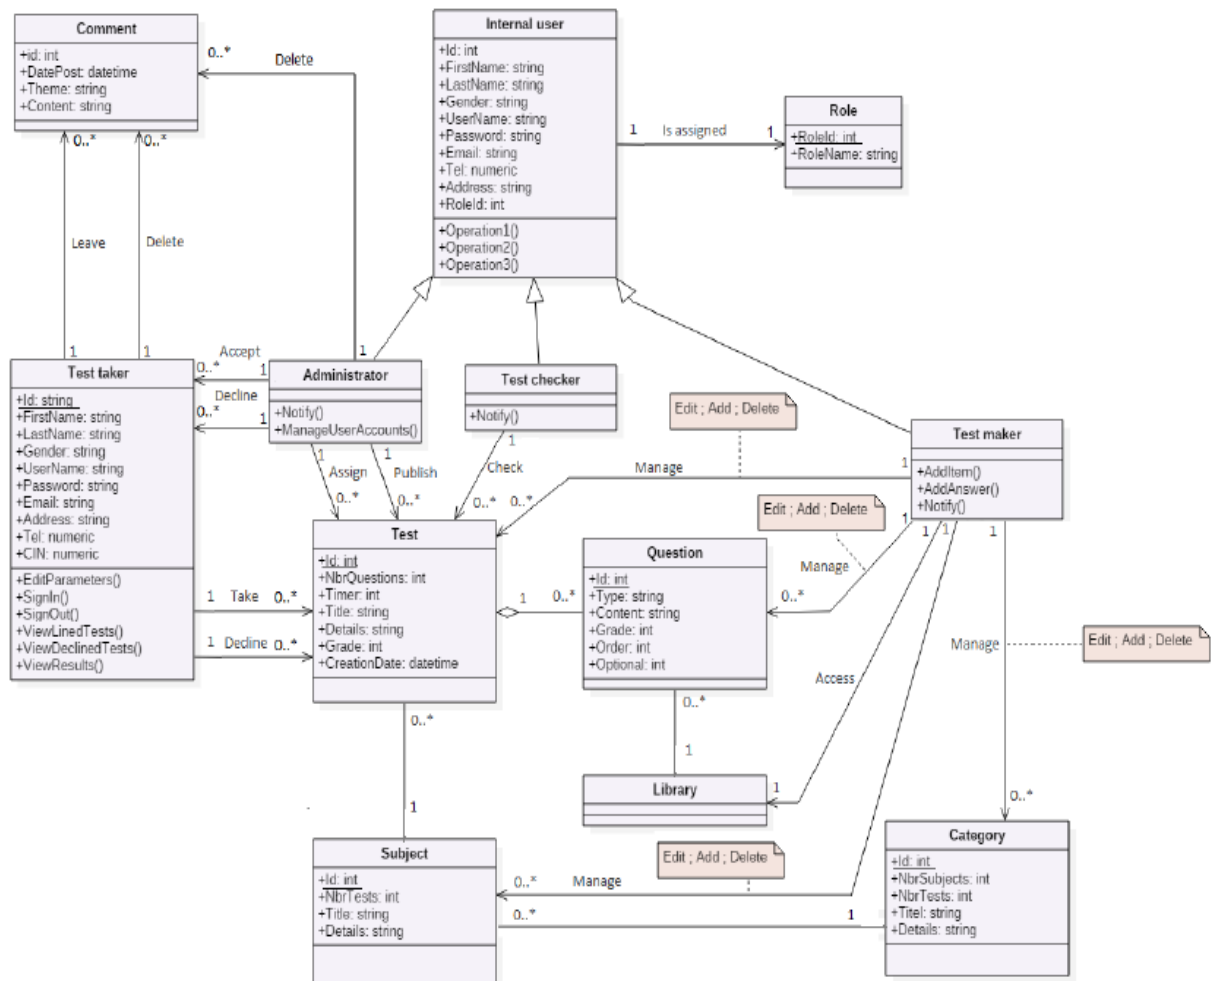 Comment
+id: int
+DatePost: datetime
+Theme: string
+Content: string
0..*
Delete
0..*
0..*
Leave
Delete
1
1
1
Internal user
+Id: int
+FirstName: string
+LastName: string
+Gender: string
+UserName: string
+Password: string
+Email: string
+Tel: numeric
+Address: string
+RoleId: int
+Operation1()
+Operation2()
+Operation3()
1
Is assigned
1
Role
+RoleId: int
+RoleName: string
Test taker
+Id: string
+FirstName: string
+LastName: string
+Gender: string
+UserName: string
+Password: string
+Email: string
+Address: string
+Tel: numeric
+CIN: numeric
+EditParameters()
+SignIn()
+SignOut()
+ViewLinedTests()
+ViewDeclinedTests()
+ViewResults()
Accept
0..*
1
Decline
0..*
1
Administrator
+Notify()
+ManageUserAccounts()
1
Assign
0..*
1
Publish
0..*
Test checker
+Notify()
1
Check
0..*
Edit ; Add ; Delete
Manage
1
0..*
Test maker
+AddItem()
+AddAnswer()
+Notify()
Edit ; Add ; Delete
1
Manage
0..*
1
1
1
1
Take
0..*
1
Decline
0..*
Test
+Id: int
+NbrQuestions: int
+Timer: int
+Title: string
+Details: string
+Grade: int
+CreationDate: datetime
1
0..*
Question
+Id: int
+Type: string
+Content: string
+Grade: int
+Order: int
+Optional: int
Manage
Edit ; Add ; Delete
Access
0..*
0..*
1
Library
1
0..*
1
Subject
+Id: int
+NbrTests: int
+Title: string
+Details: string
Edit ; Add ; Delete
0..*
Manage
0..*
1
Category
+Id: int
+NbrSubjects: int
+NbrTests: int
+Titel: string
+Details: string